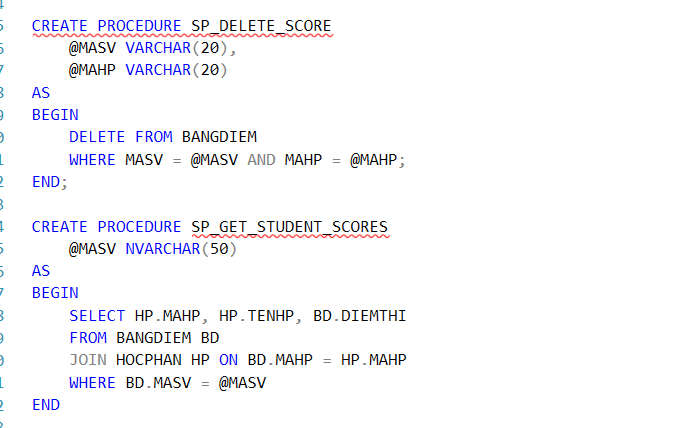 CREATE PROCEDURE SP_DELETE_SCORE
    @MASV VARCHAR(20),
    @MAHP VARCHAR(20)
AS
BEGIN
    DELETE FROM BANGDIEM
    WHERE MASV = @MASV AND MAHP = @MAHP;
END;

CREATE PROCEDURE SP_GET_STUDENT_SCORES
    @MASV NVARCHAR(50)
AS
BEGIN
    SELECT HP.MAHP, HP.TENHP, BD.DIEMTHI
    FROM BANGDIEM BD
    JOIN HOCPHAN HP ON BD.MAHP = HP.MAHP
    WHERE BD.MASV = @MASV
END